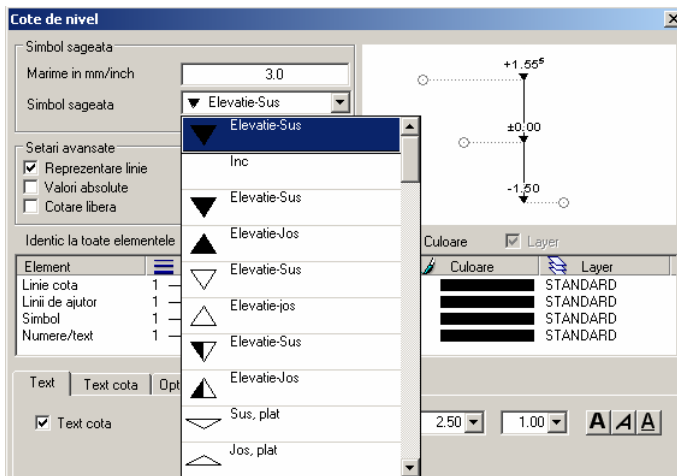 Cote de nivel
Simbol sageata
Marime in mm/inch 3.0
Simbol sageata Elevatie-Sus
Elevatie-Sus
Inc
Elevatie-Sus
Elevatie-Jos
Elevatie-Sus
Elevatie-jos
Elevatie-Sus
Elevatie-Jos
Sus, plat
Jos, plat
+1.55⁵
±0.00
-1.50
Setari avansate
Reprezentare linie
Valori absolute
Cotare libera
Identic la toate elementele Culoare Layer
Element Culoare Layer
Linie cota 1 STANDARD
Linii de ajutor 1 STANDARD
Simbol 1 STANDARD
Numere/text 1 STANDARD
Text Text cota Opt
Text cota 2.50 1.00 A A A